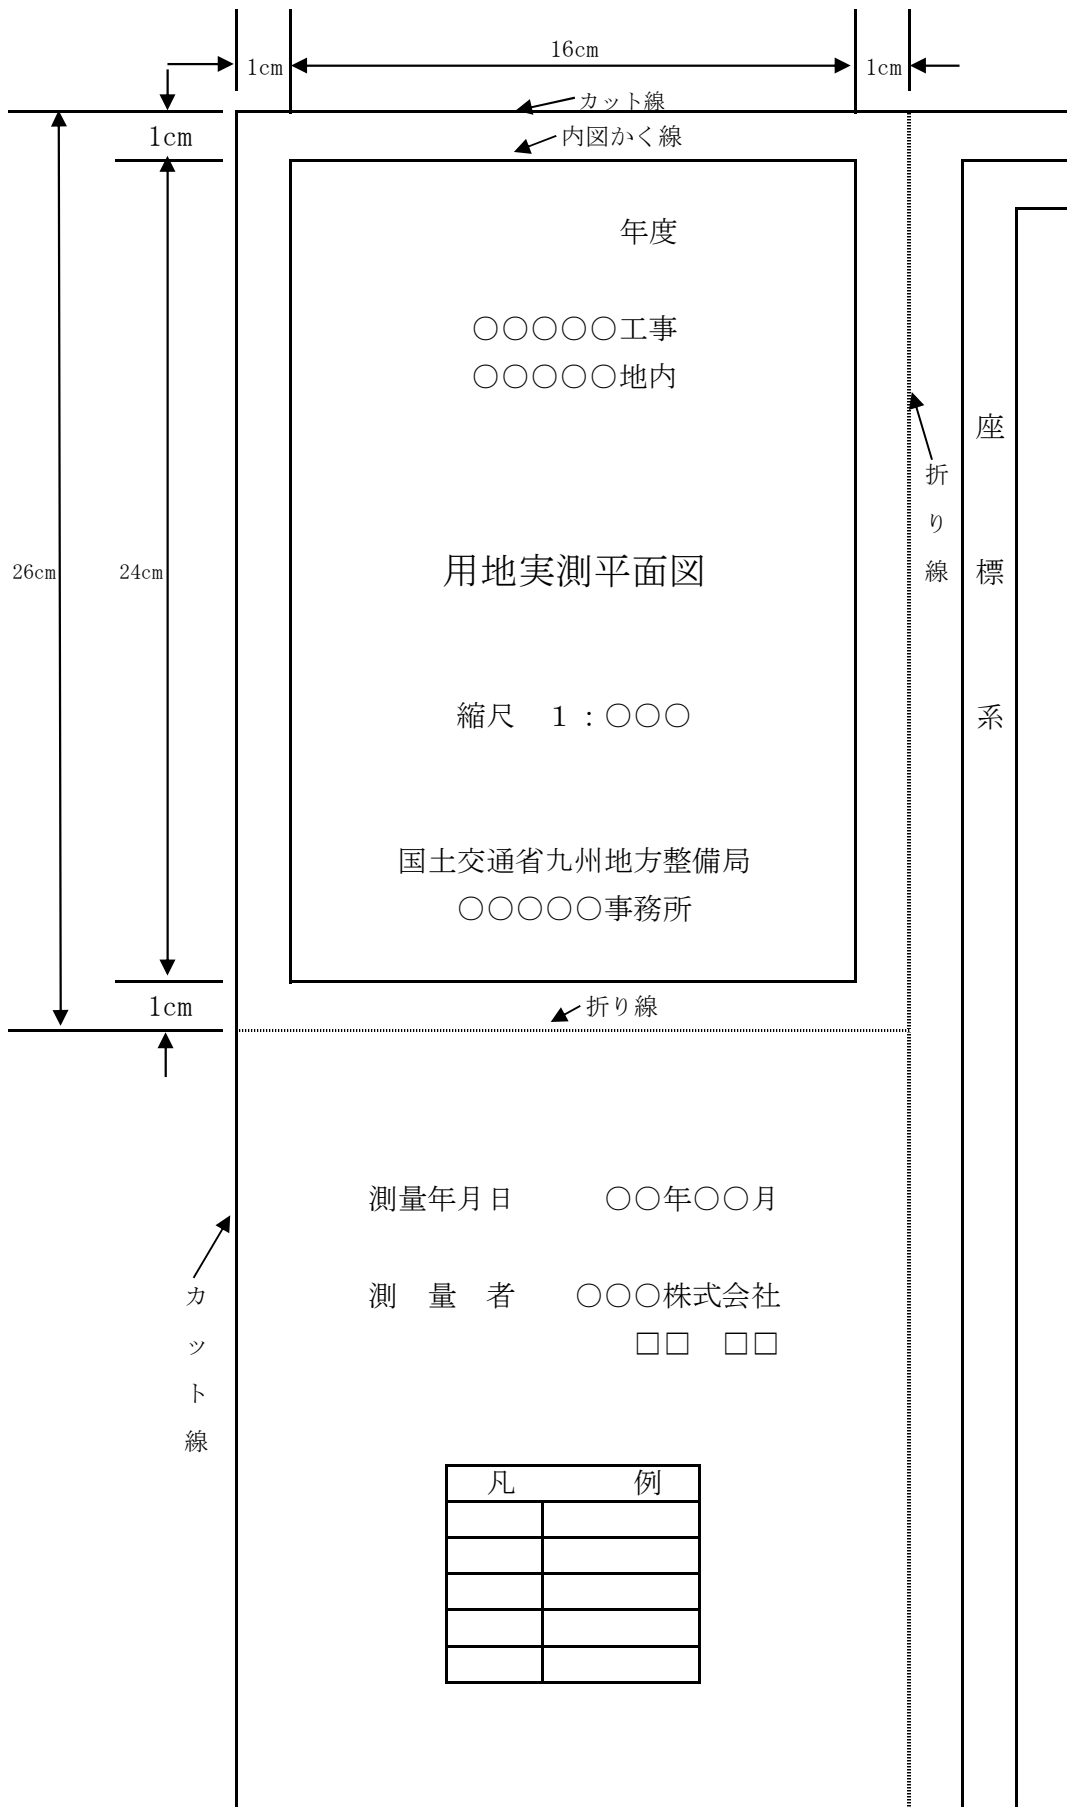 16cm
1cm
1cm
カット線
内図かく線
1cm
年度
○○○○○工事
○○○○○地内
座標系
折り線
26cm
24cm
用地実測平面図
縮尺　1：○○○
国土交通省九州地方整備局
○○○○○事務所
1cm
折り線
測量年月日　　　○○年○○月
測　量　者　　○○○株式会社
□□　□□
カット線
凡　　　　例